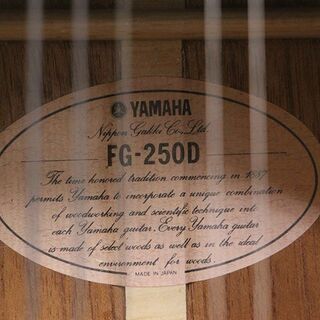 YAMAHA
Nippon Gakki Co., Ltd.
FG-250D
The time honored tradition commencing in 1887
permits Yamaha to incorporate a unique combination
of woodworking and scientific technique into
each Yamaha guitar. Every Yamaha guitar
is made of select woods as well as in the ideal
environment for woods.
MADE IN JAPAN